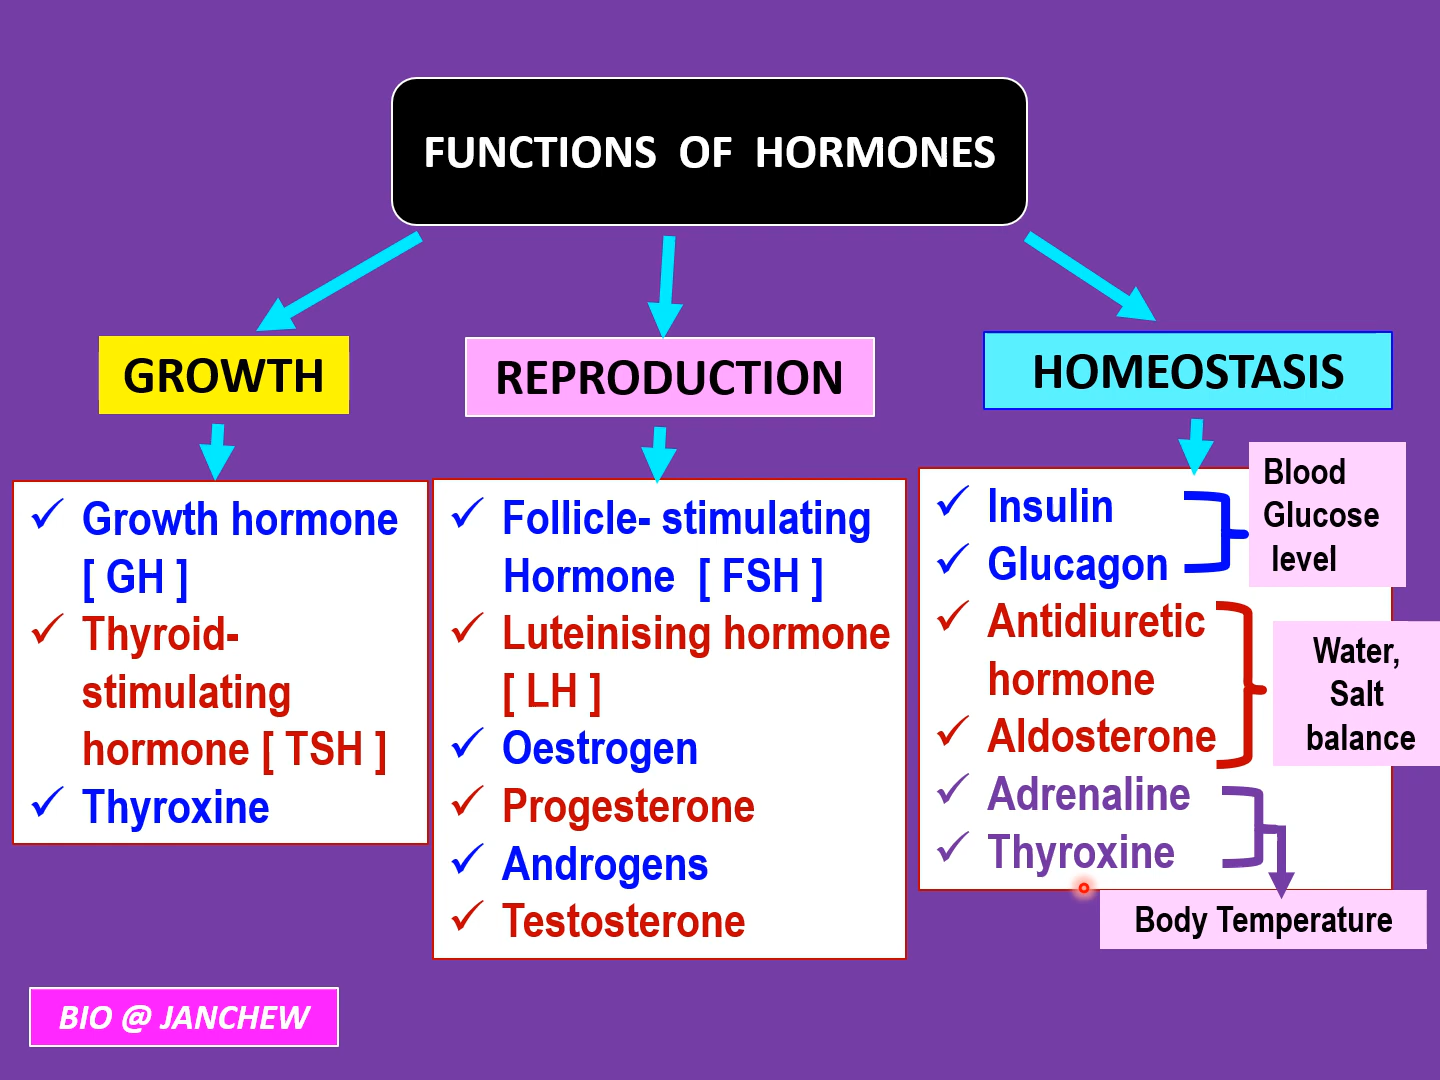 FUNCTIONS OF HORMONES
GROWTH
Growth hormone
[ GH ]
Thyroid-
stimulating
hormone [ TSH ]
Thyroxine
REPRODUCTION
Follicle- stimulating
Hormone [ FSH ]
Luteinising hormone
[ LH ]
Oestrogen
Progesterone
Androgens
Testosterone
HOMEOSTASIS
Insulin
Glucagon
Blood
Glucose
level
Antidiuretic
hormone
Aldosterone
Water,
Salt
balance
Adrenaline
Thyroxine
Body Temperature
BIO @ JANCHEW